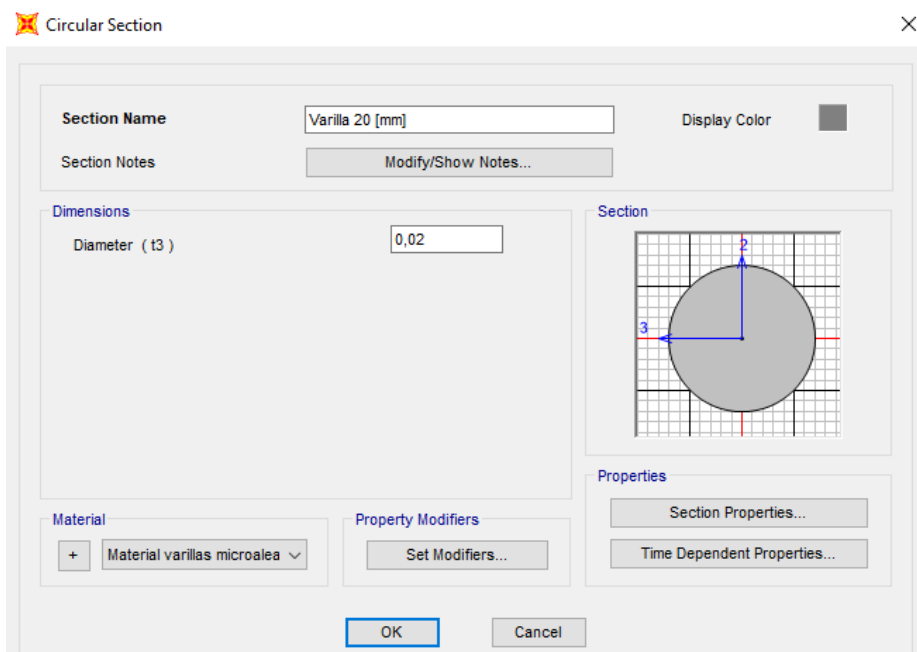 Circular Section
Section Name
Varilla 20 [mm]
Display Color
Section Notes
Modify/Show Notes...
Dimensions
Diameter ( t3 )
0,02
Section
2
3
Properties
Section Properties...
Time Dependent Properties...
Material
+
Material varillas microalea
Property Modifiers
Set Modifiers...
OK
Cancel